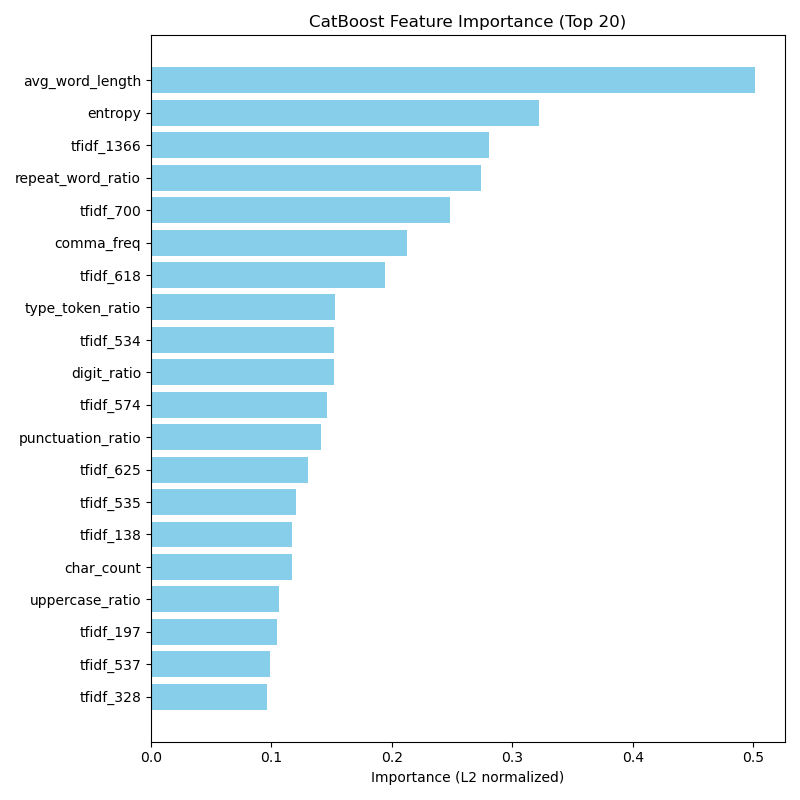 CatBoost Feature Importance (Top 20)
avg_word_length
entropy
tfidf_1366
repeat_word_ratio
tfidf_700
comma_freq
tfidf_618
type_token_ratio
tfidf_534
digit_ratio
tfidf_574
punctuation_ratio
tfidf_625
tfidf_535
tfidf_138
char_count
uppercase_ratio
tfidf_197
tfidf_537
tfidf_328
0.0 0.1 0.2 0.3 0.4 0.5
Importance (L2 normalized)